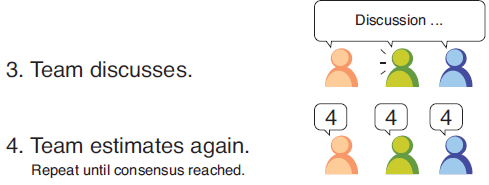 Discussion ...
3. Team discusses.
4 4 4
4. Team estimates again.
Repeat until consensus reached.